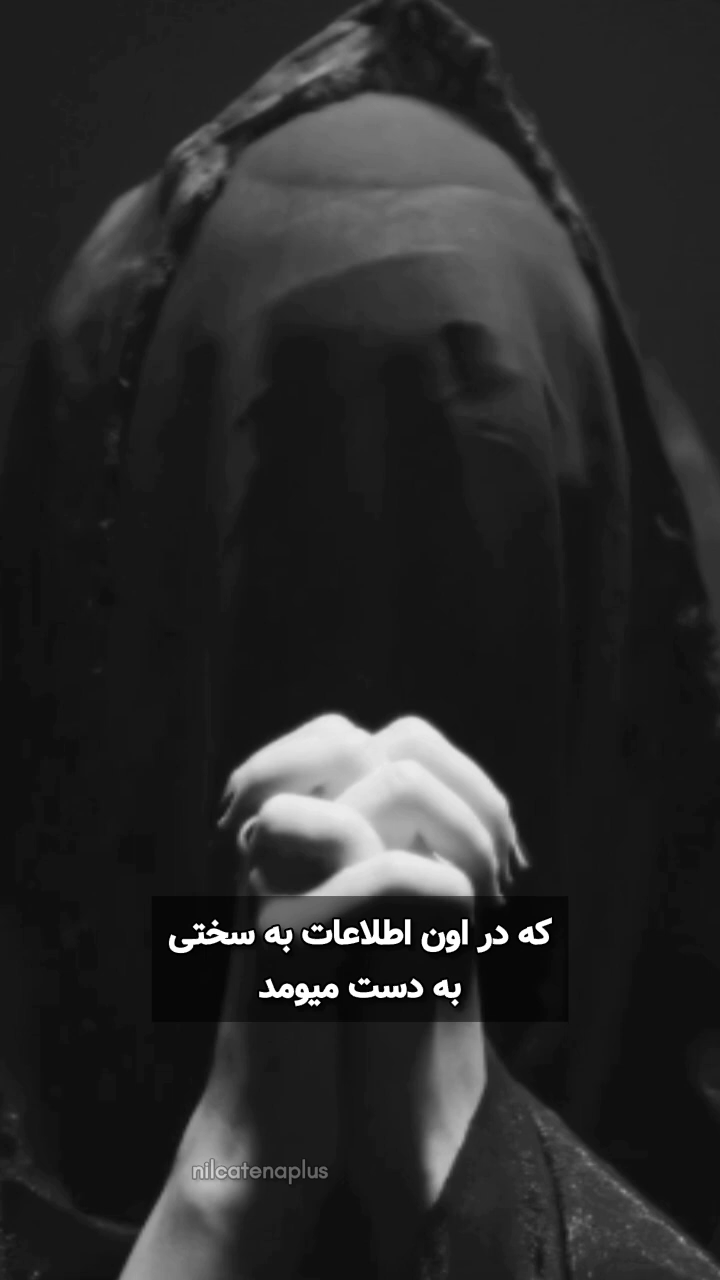 که در اون اطلاعات به سختی
به دست میومد
nilcatenaplus